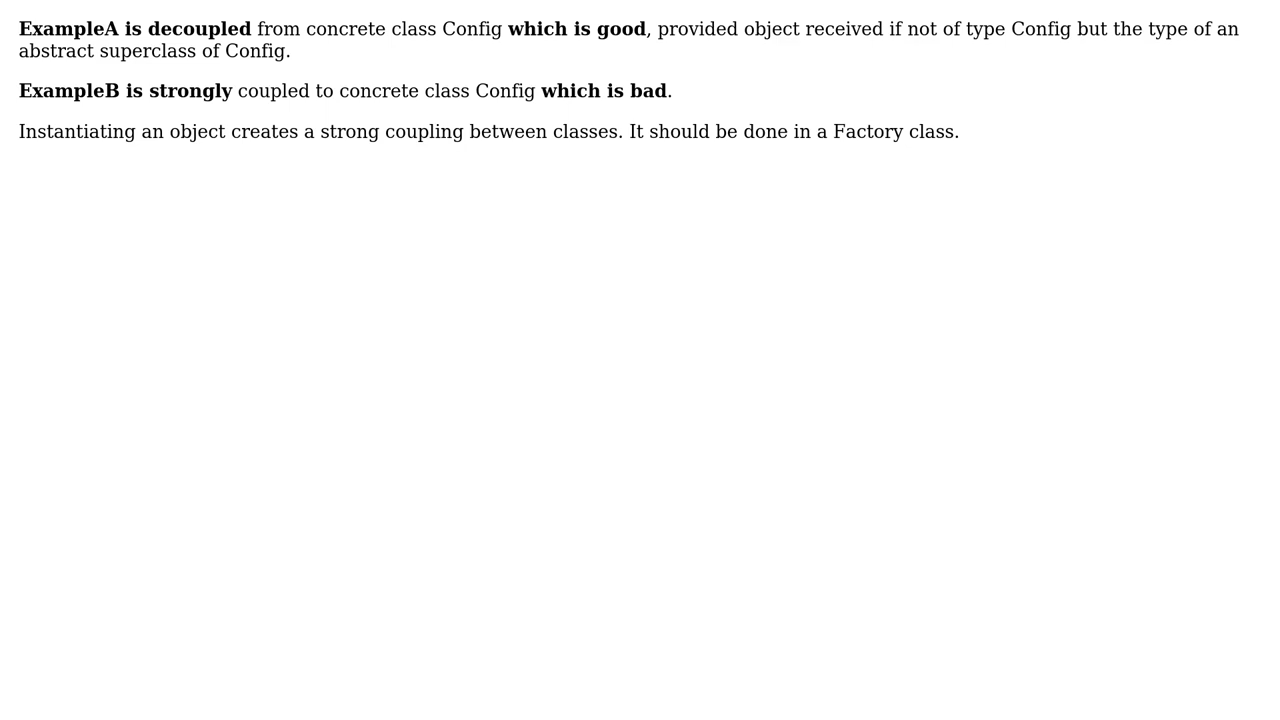 ExampleA is decoupled from concrete class Config which is good, provided object received if not of type Config but the type of an
abstract superclass of Config.
ExampleB is strongly coupled to concrete class Config which is bad.
Instantiating an object creates a strong coupling between classes. It should be done in a Factory class.